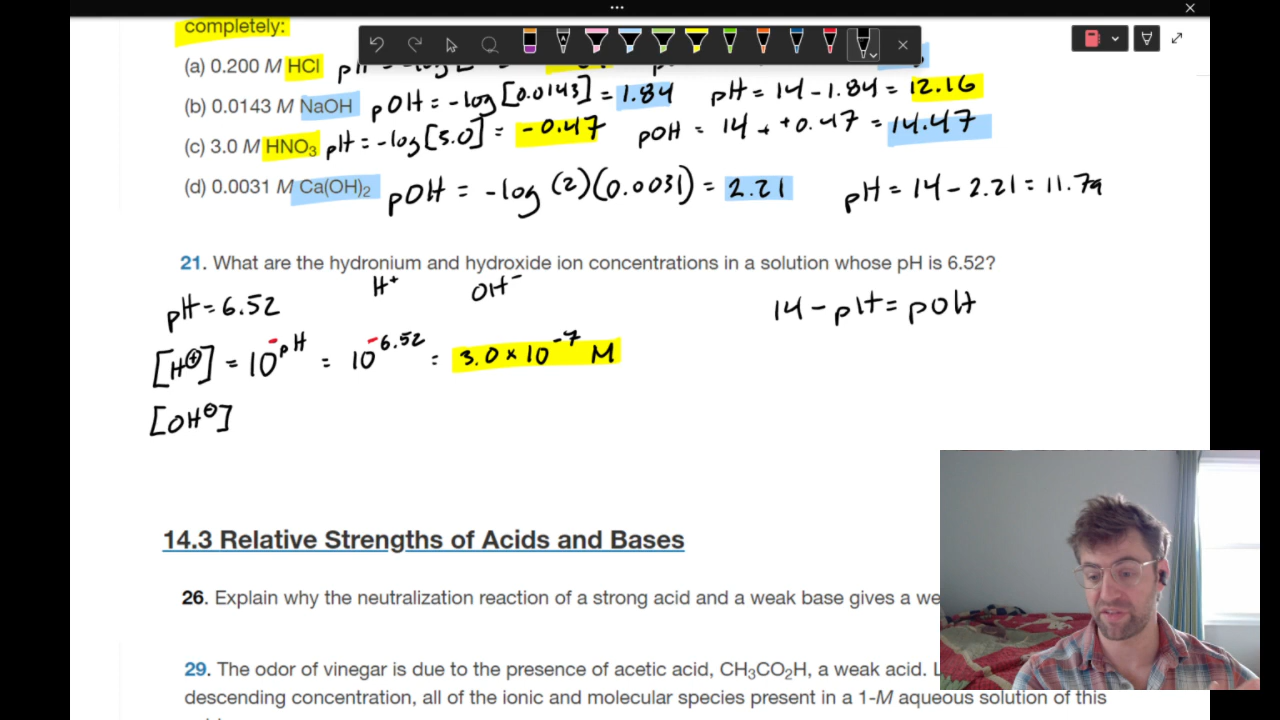 completely:
(a) 0.200 M HCl pH
(b) 0.0143 M NaOH pOH = -log[0.0143] = 1.84 pH = 14 - 1.84 = 12.16
(c) 3.0 M HNO₃ pH = -log[3.0] = -0.47 pOH = 14 + +0.47 = 14.47
(d) 0.0031 M Ca(OH)₂ pOH = -log (2)(0.0031) = 2.21 pH = 14 - 2.21 = 11.79
21. What are the hydronium and hydroxide ion concentrations in a solution whose pH is 6.52?
H⁺ OH⁻
pH = 6.52 14 - pH = pOH
[H⊕] = 10^-pH = 10^-6.52 = 3.0 × 10^-7 M
[OH⊖]
14.3 Relative Strengths of Acids and Bases
26. Explain why the neutralization reaction of a strong acid and a weak base gives a we
29. The odor of vinegar is due to the presence of acetic acid, CH₃CO₂H, a weak acid. L
descending concentration, all of the ionic and molecular species present in a 1-M aqueous solution of this